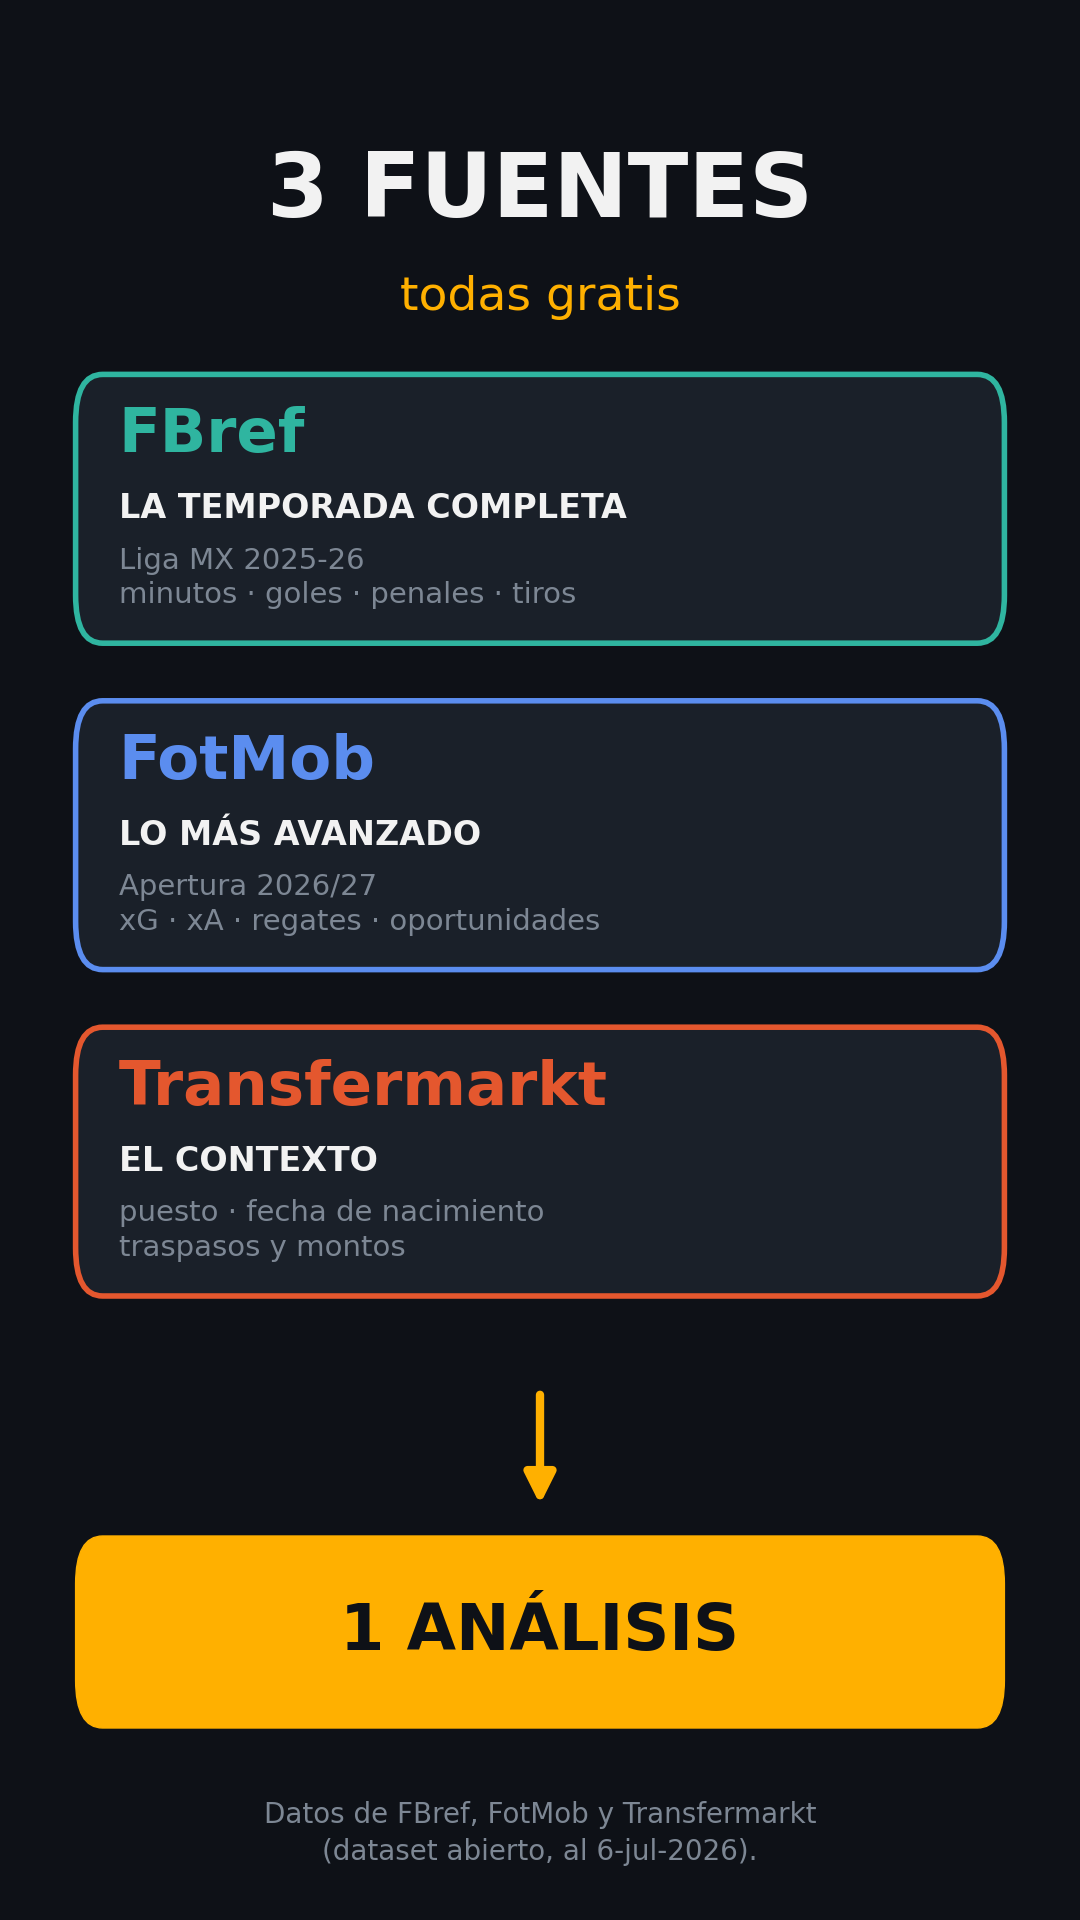 3 FUENTES
todas gratis
FBref
LA TEMPORADA COMPLETA
Liga MX 2025-26
minutos · goles · penales · tiros
FotMob
LO MÁS AVANZADO
Apertura 2026/27
xG · xA · regates · oportunidades
Transfermarkt
EL CONTEXTO
puesto · fecha de nacimiento
traspasos y montos
1 ANÁLISIS
Datos de FBref, FotMob y Transfermarkt
(dataset abierto, al 6-jul-2026).